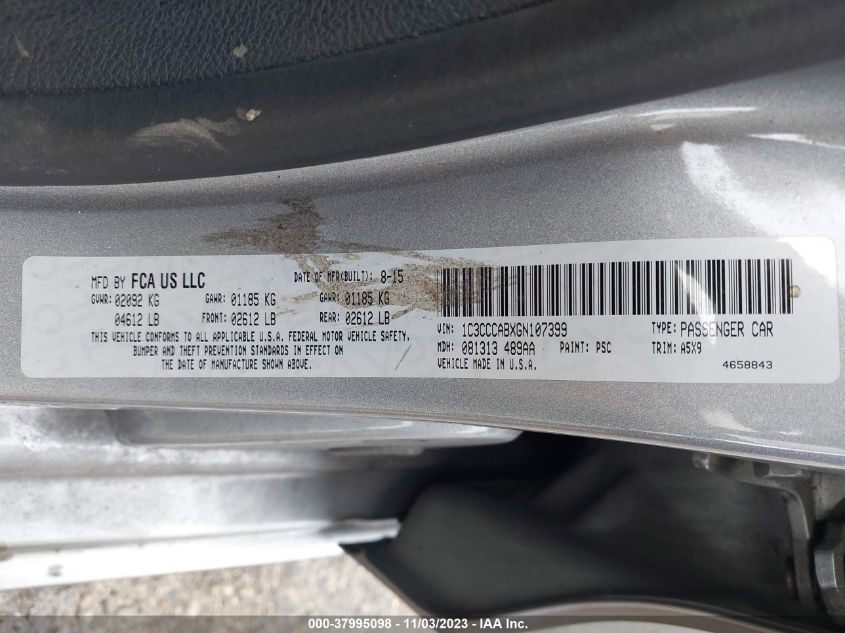 MFD BY FCA US LLC
DATE OF MFR(BUILT): 8-15
GVWR: 02092 KG GAWR: 01185 KG GAWR: 01185 KG
04612 LB FRONT: 02612 LB REAR: 02612 LB
THIS VEHICLE CONFORMS TO ALL APPLICABLE U.S.A. FEDERAL MOTOR VEHICLE SAFETY,
BUMPER AND THEFT PREVENTION STANDARDS IN EFFECT ON
THE DATE OF MANUFACTURE SHOWN ABOVE.
VIN: 1C3CCCABXGN107399 TYPE: PASSENGER CAR
MDH: 081313 489AA PAINT: PSC TRIM: A5X9
VEHICLE MADE IN U.S.A. 4658843
000-37995098 - 11/03/2023 - IAA Inc.